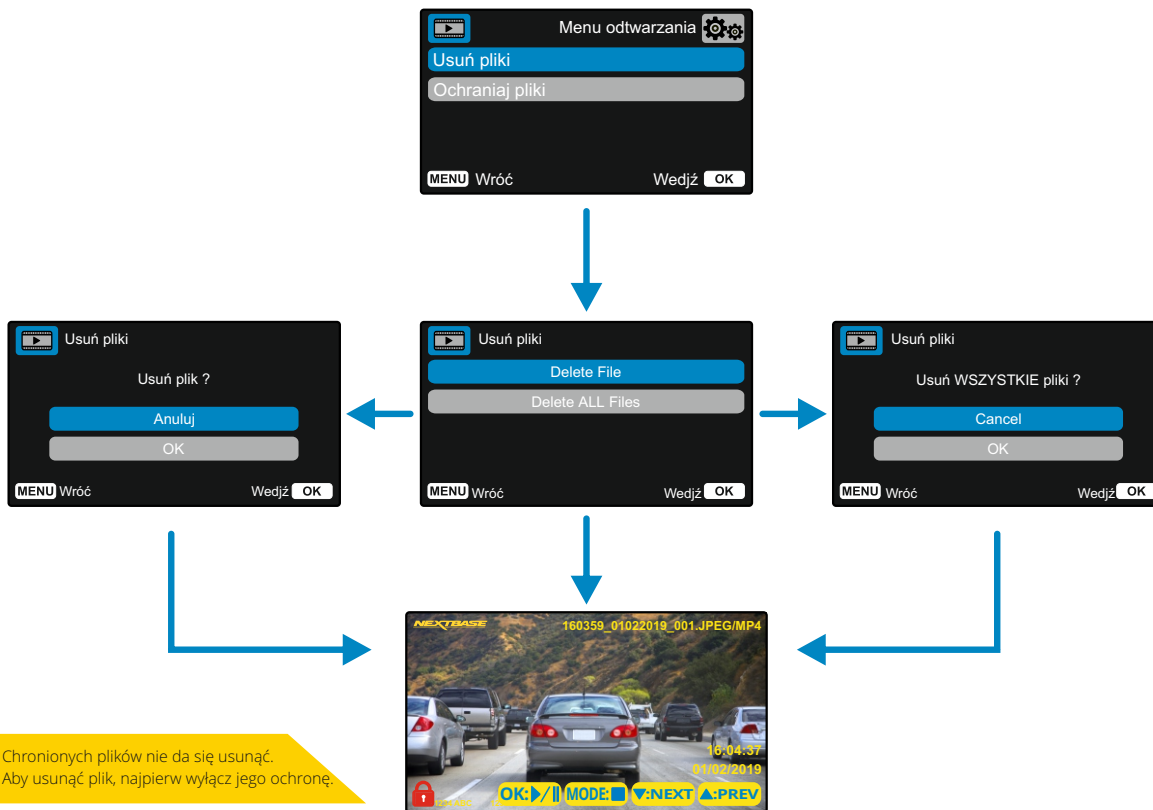 Menu odtwarzania
Usuń pliki
Ochraniaj pliki
MENU Wróć Wedjź OK
Usuń pliki
Usuń plik ?
Anuluj
OK
MENU Wróć Wedjź OK
Usuń pliki
Delete File
Delete ALL Files
MENU Wróć Wedjź OK
Usuń pliki
Usuń WSZYSTKIE pliki ?
Cancel
OK
MENU Wróć Wedjź OK
NEXTBASE 160359_01022019_001.JPEG/MP4
16:04:37
01/02/2019
OK: MODE: :NEXT :PREV
Chronionych plików nie da się usunąć.
Aby usunąć plik, najpierw wyłącz jego ochronę.